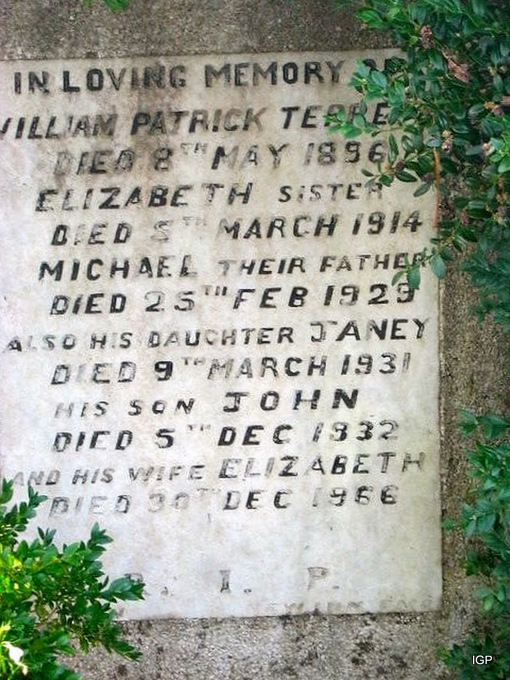 IN LOVING MEMORY OF
WILLIAM PATRICK
DIED 8TH MAY 1896
ELIZABETH SISTER
DIED 5TH MARCH 1914
MICHAEL THEIR FATHER
DIED 25TH FEB 1929
ALSO HIS DAUGHTER JANEY
DIED 9TH MARCH 1931
HIS SON JOHN
DIED 5TH DEC 1932
AND HIS WIFE ELIZABETH
DIED 30TH DEC 1966
R. I. P.
IGP